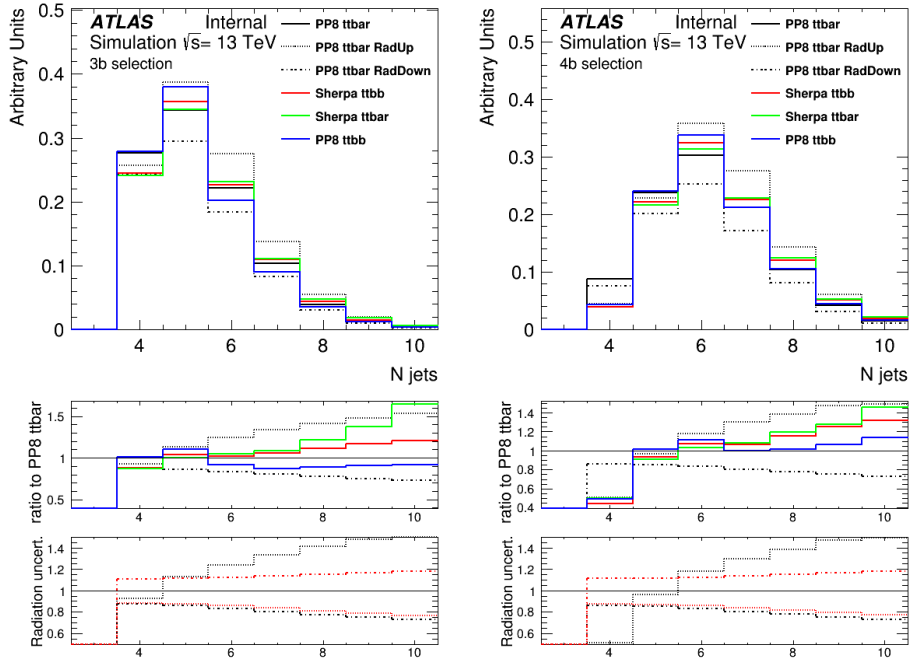 ATLAS Internal
Simulation √s= 13 TeV
3b selection
PP8 ttbar
PP8 ttbar RadUp
PP8 ttbar RadDown
Sherpa ttbb
Sherpa ttbar
PP8 ttbb
Arbitrary Units
0.5
0.4
0.3
0.2
0.1
0
4 6 8 10
N jets
ratio to PP8 ttbar
1.5
1
0.5
4 6 8 10
Radiation uncert.
1.4
1.2
1
0.8
0.6
4 6 8 10
ATLAS Internal
Simulation √s= 13 TeV
4b selection
PP8 ttbar
PP8 ttbar RadUp
PP8 ttbar RadDown
Sherpa ttbb
Sherpa ttbar
PP8 ttbb
Arbitrary Units
0.5
0.4
0.3
0.2
0.1
0
4 6 8 10
N jets
ratio to PP8 ttbar
1.4
1.2
1
0.8
0.6
0.4
4 6 8 10
Radiation uncert.
1.4
1.2
1
0.8
0.6
4 6 8 10